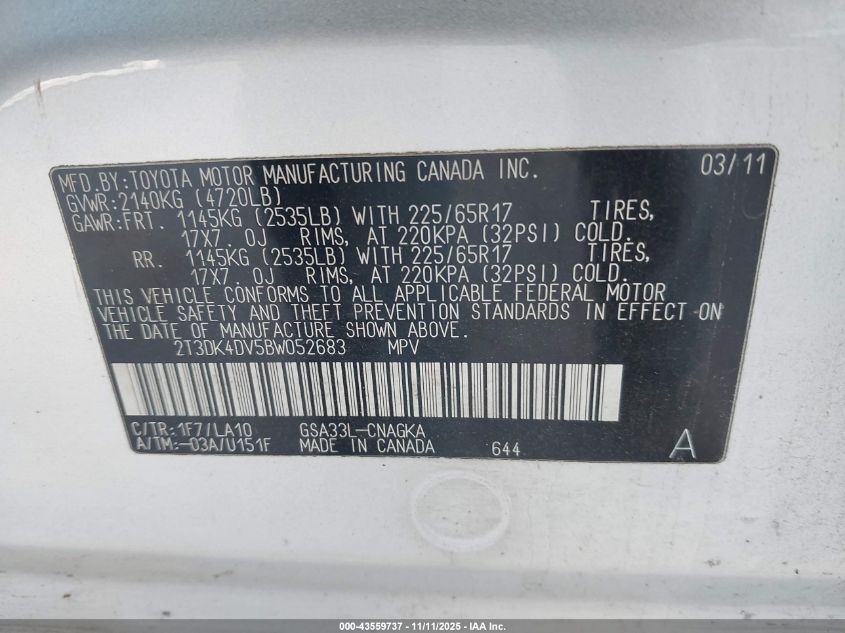 MFD.BY:TOYOTA MOTOR MANUFACTURING CANADA INC. 03/11
GVWR:2140KG (4720LB)
GAWR:FRT. 1145KG (2535LB) WITH 225/65R17 TIRES,
17X7.0J RIMS, AT 220KPA (32PSI) COLD.
RR. 1145KG (2535LB) WITH 225/65R17 TIRES,
17X7 0J RIMS, AT 220KPA (32PSI) COLD.
THIS VEHICLE CONFORMS TO ALL APPLICABLE FEDERAL MOTOR
VEHICLE SAFETY AND THEFT PREVENTION STANDARDS IN EFFECT ON
THE DATE OF MANUFACTURE SHOWN ABOVE.
2T3DK4DV5BW052683 MPV
C/TR:1F7/LA10 GSA33L-CNAGKA
A/TM:-03A/U151F MADE IN CANADA 644 A
000-43559737 - 11/11/2025 - IAA Inc.